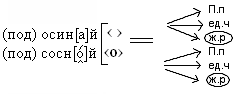 П.п
(под) осин[а]й < > ед.ч
ж.р
(под) сосн[о́]й <о> П.п
ед.ч
ж.р